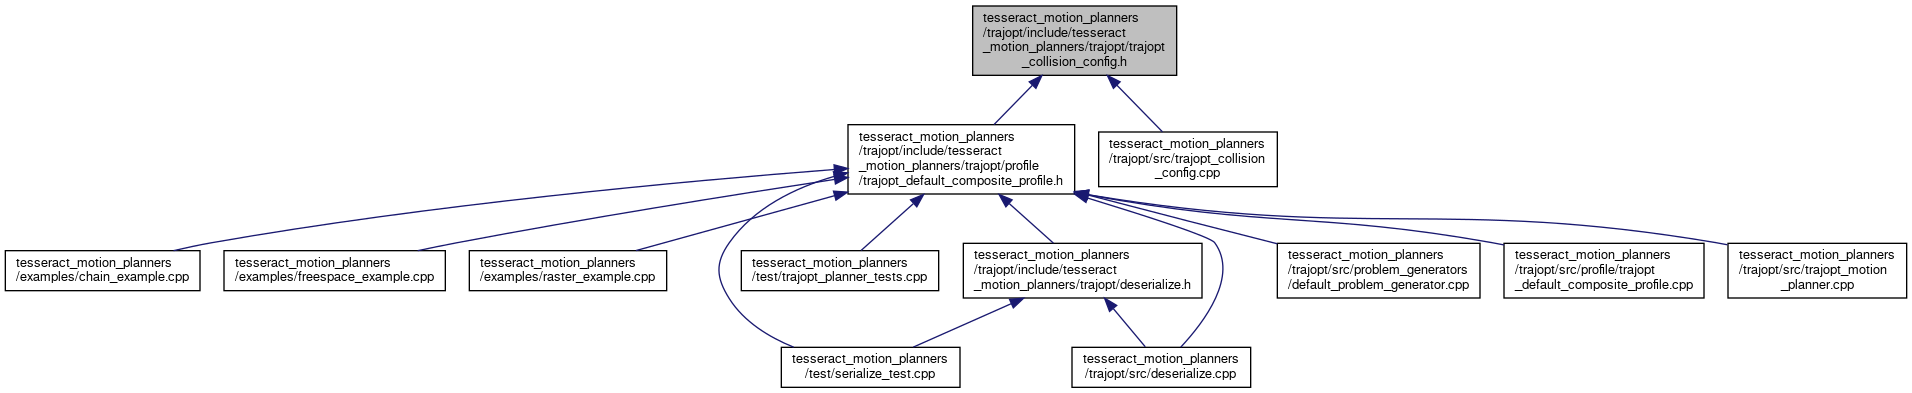 tesseract_motion_planners
/trajopt/include/tesseract
_motion_planners/trajopt/trajopt
_collision_config.h
tesseract_motion_planners
/trajopt/include/tesseract
_motion_planners/trajopt/profile
/trajopt_default_composite_profile.h
tesseract_motion_planners
/trajopt/src/trajopt_collision
_config.cpp
tesseract_motion_planners
/examples/chain_example.cpp
tesseract_motion_planners
/examples/freespace_example.cpp
tesseract_motion_planners
/examples/raster_example.cpp
tesseract_motion_planners
/test/trajopt_planner_tests.cpp
tesseract_motion_planners
/trajopt/include/tesseract
_motion_planners/trajopt/deserialize.h
tesseract_motion_planners
/trajopt/src/problem_generators
/default_problem_generator.cpp
tesseract_motion_planners
/trajopt/src/profile/trajopt
_default_composite_profile.cpp
tesseract_motion_planners
/trajopt/src/trajopt_motion
_planner.cpp
tesseract_motion_planners
/test/serialize_test.cpp
tesseract_motion_planners
/trajopt/src/deserialize.cpp